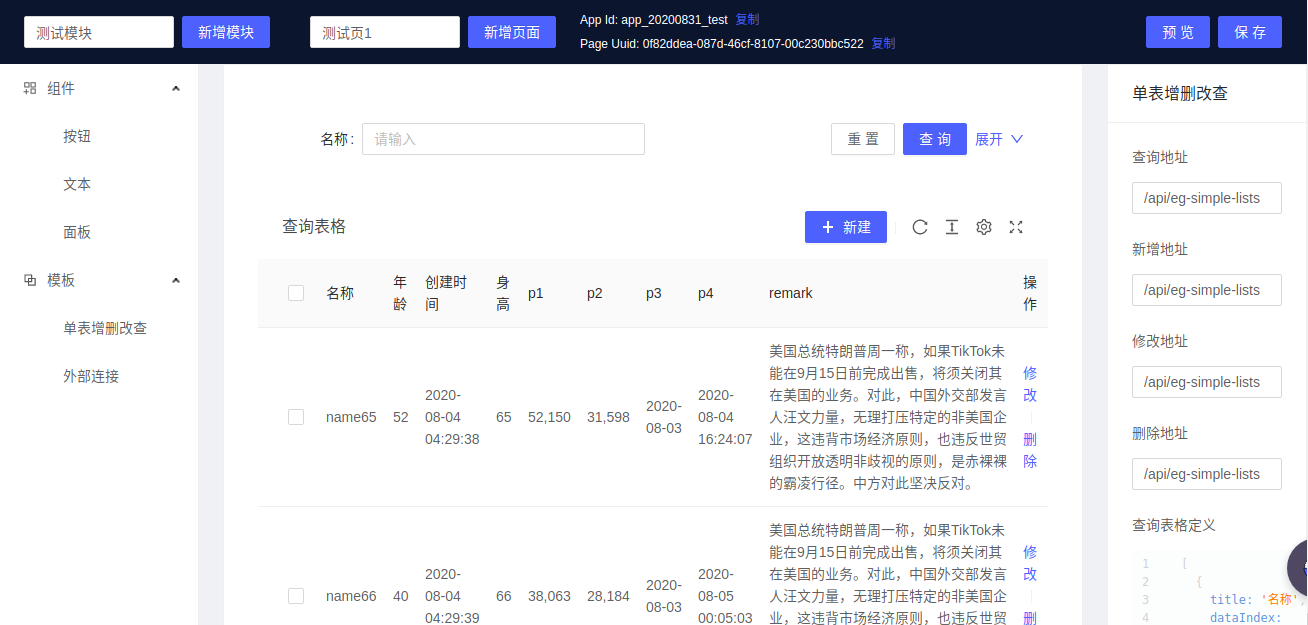 测试模块 新增模块 测试页1 新增页面 App Id: app_20200831_test 复制
Page Uuid: 0f82ddea-087d-46cf-8107-00c230bbc522 复制
预 览 保 存
组件
按钮
文本
面板
模板
单表增删改查
外部连接
名称: 请输入 重 置 查 询 展开
查询表格 + 新建
名称 年龄 创建时间 身高 p1 p2 p3 p4 remark 操作
name65 52 2020-08-04 04:29:38 65 52,150 31,598 2020-08-03 2020-08-04 16:24:07
美国总统特朗普周一称，如果TikTok未
能在9月15日前完成出售，将须关闭其
在美国的业务。对此，中国外交部发言
人汪文力量，无理打压特定的非美国企
业，这违背市场经济原则，也违反世贸
组织开放透明非歧视的原则，是赤裸裸
的霸凌行径。中方对此坚决反对。
修改
删除
name66 40 2020-08-04 04:29:39 66 38,063 28,184 2020-08-03 2020-08-05 00:05:03
美国总统特朗普周一称，如果TikTok未
能在9月15日前完成出售，将须关闭其
在美国的业务。对此，中国外交部发言
人汪文力量，无理打压特定的非美国企
业，这违背市场经济原则，也违反世贸
修改
删
单表增删改查
查询地址
/api/eg-simple-lists
新增地址
/api/eg-simple-lists
修改地址
/api/eg-simple-lists
删除地址
/api/eg-simple-lists
查询表格定义
1 [
2 {
3 title: '名称',
4 dataIndex: